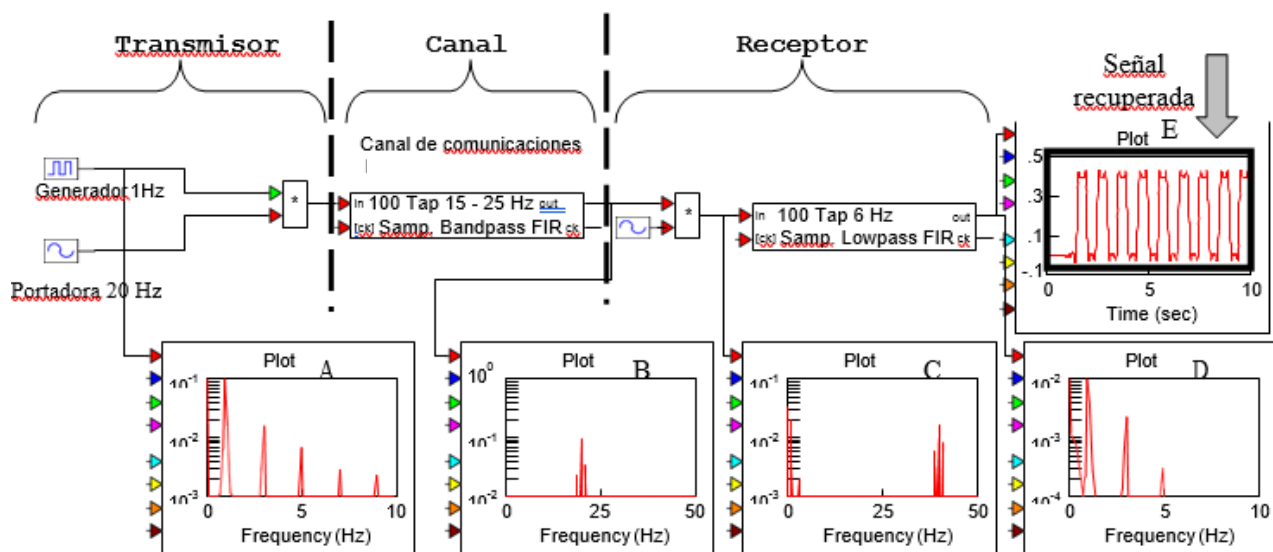 Transmisor
Canal
Receptor
Señal
recuperada
Canal de comunicaciones
Generador 1Hz
*
Portadora 20 Hz
In 100 Tap 15 - 25 Hz out
[ck] Samp. Bandpass FIR ck
*
in 100 Tap 6 Hz out
[ck] Samp. Lowpass FIR ck
Plot E
.5
.3
.1
-.1
0 5 10
Time (sec)
Plot A
10⁻¹
10⁻²
10⁻³
0 5 10
Frequency (Hz)
Plot B
10⁰
10⁻¹
10⁻²
0 25 50
Frequency (Hz)
Plot C
10⁻¹
10⁻²
10⁻³
0 25 50
Frequency (Hz)
Plot D
10⁻²
10⁻³
10⁻⁴
0 5 10
Frequency (Hz)